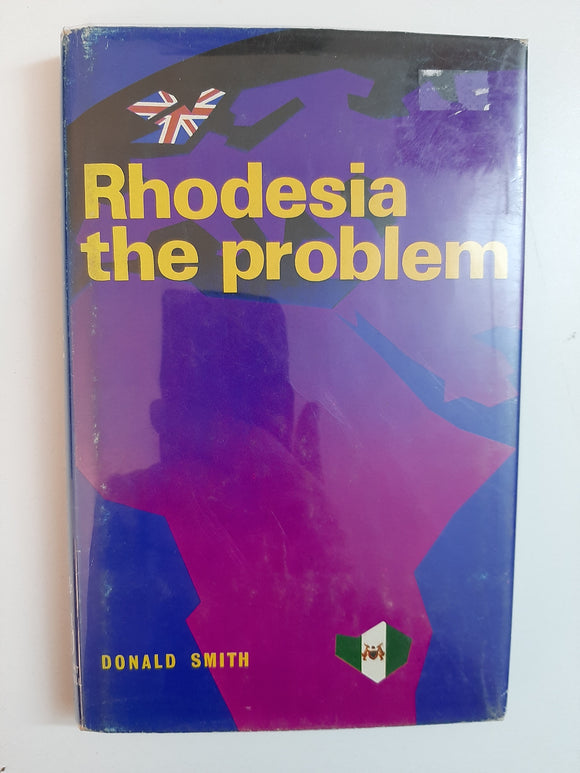 Rhodesia
the problem
DONALD SMITH